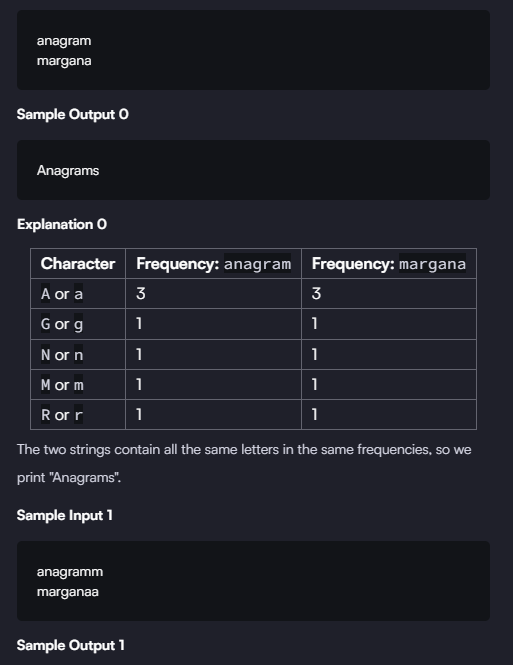 anagram
margana
Sample Output 0
Anagrams
Explanation 0
Character Frequency: anagram Frequency: margana
A or a 3 3
G or g 1 1
N or n 1 1
M or m 1 1
R or r 1 1
The two strings contain all the same letters in the same frequencies, so we
print "Anagrams".
Sample Input 1
anagramm
marganaa
Sample Output 1